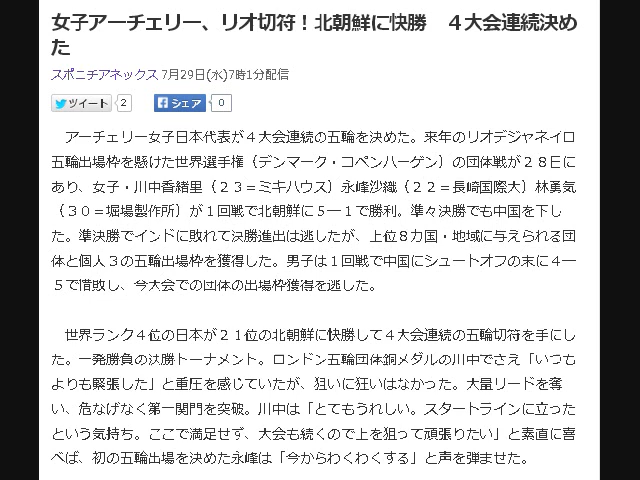 女子アーチェリー、リオ切符！北朝鮮に快勝　４大会連続決め
た
スポニチアネックス 7月29日(水)7時1分配信
ツイート 2 シェア 0
アーチェリー女子日本代表が４大会連続の五輪を決めた。来年のリオデジャネイロ
五輪出場枠を懸けた世界選手権（デンマーク・コペンハーゲン）の団体戦が２８日に
あり、女子・川中香緒里（２３＝ミキハウス）永峰沙織（２２＝長崎国際大）林勇気
（３０＝堀場製作所）が１回戦で北朝鮮に５―１で勝利。準々決勝でも中国を下し
た。準決勝でインドに敗れて決勝進出は逃したが、上位８カ国・地域に与えられる団
体と個人３の五輪出場枠を獲得した。男子は１回戦で中国にシュートオフの末に４―
５で惜敗し、今大会での団体の出場枠獲得を逃した。
世界ランク４位の日本が２１位の北朝鮮に快勝して４大会連続の五輪切符を手にし
た。一発勝負の決勝トーナメント。ロンドン五輪団体銅メダルの川中でさえ「いつも
よりも緊張した」と重圧を感じていたが、狙いに狂いはなかった。大量リードを奪
い、危なげなく第一関門を突破。川中は「とてもうれしい。スタートラインに立った
という気持ち。ここで満足せず、大会も続くので上を狙って頑張りたい」と素直に喜
べば、初の五輪出場を決めた永峰は「今からわくわくする」と声を弾ませた。